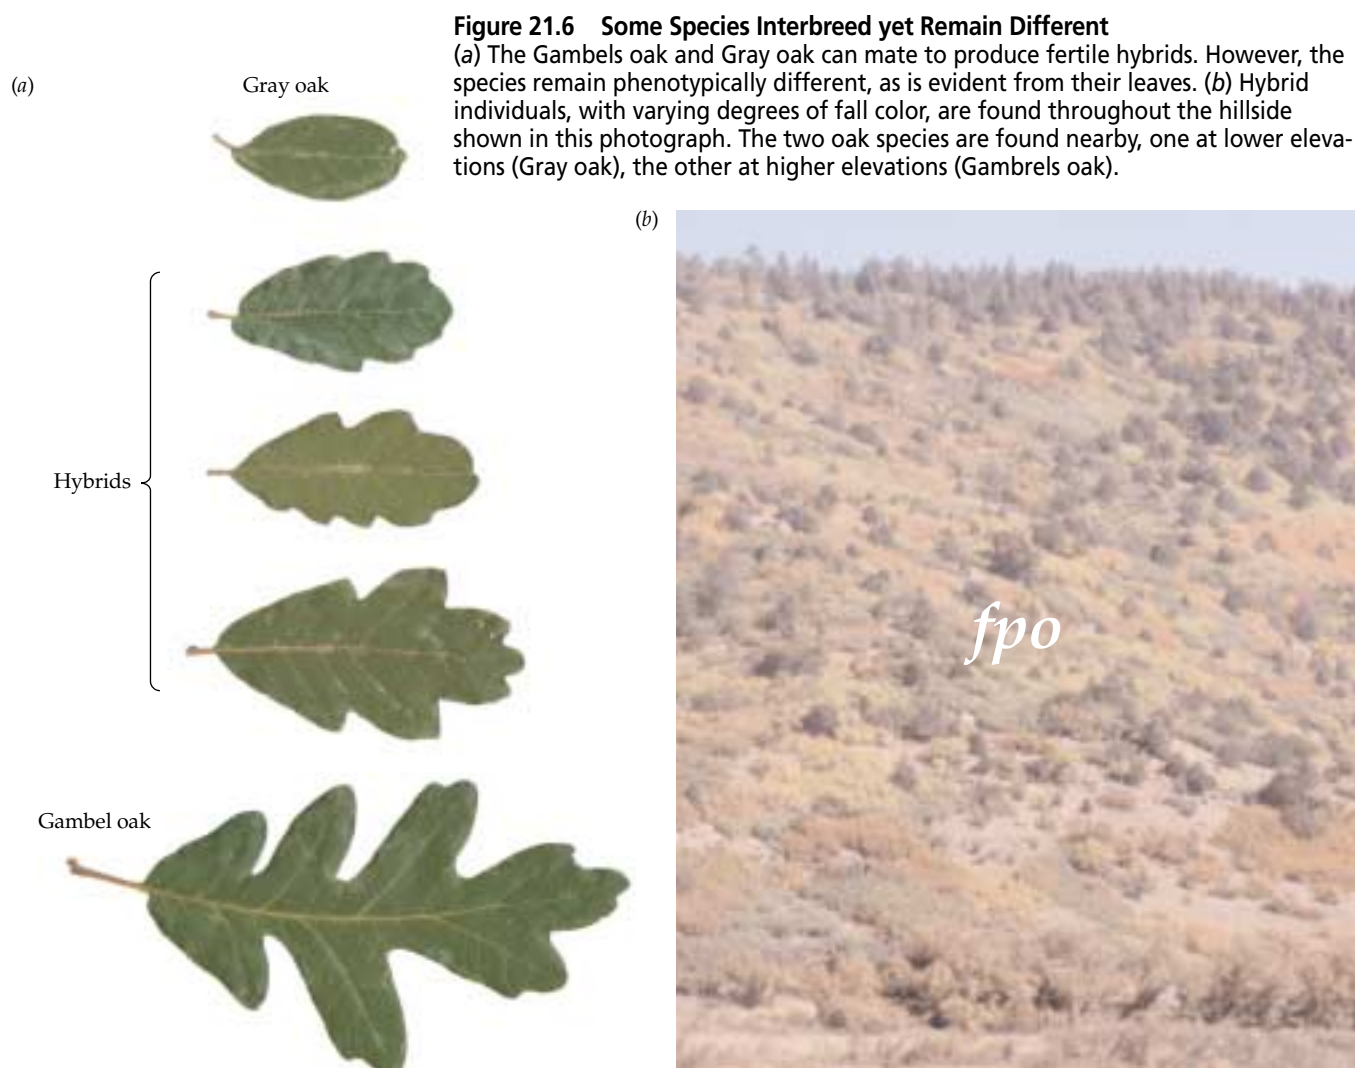 Figure 21.6 Some Species Interbreed yet Remain Different
(a) The Gambels oak and Gray oak can mate to produce fertile hybrids. However, the
species remain phenotypically different, as is evident from their leaves. (b) Hybrid
individuals, with varying degrees of fall color, are found throughout the hillside
shown in this photograph. The two oak species are found nearby, one at lower eleva-
tions (Gray oak), the other at higher elevations (Gambrels oak).
(a)
Gray oak
Hybrids
Gambel oak
(b)
fpo